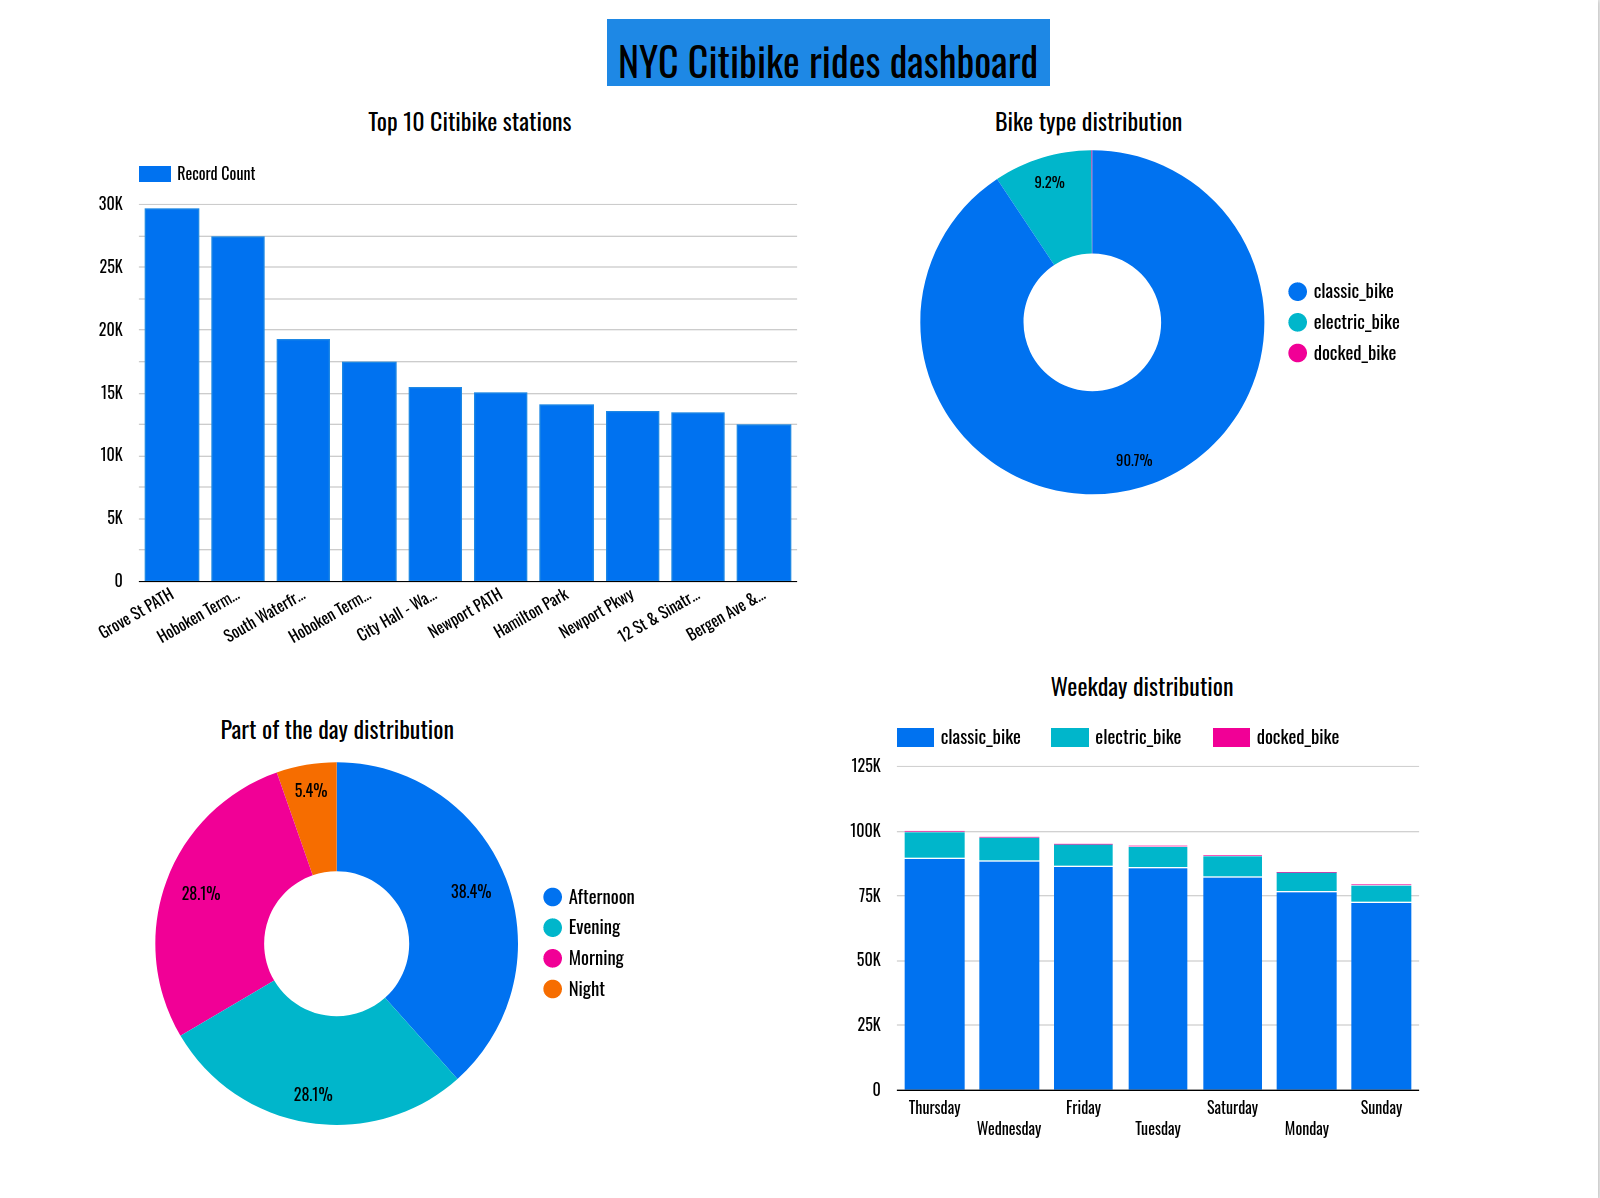 NYC Citibike rides dashboard
Top 10 Citibike stations
Record Count
30K
25K
20K
15K
10K
5K
0
Grove St PATH
Hoboken Term...
South Waterfr...
Hoboken Term...
City Hall - Wa...
Newport PATH
Hamilton Park
Newport Pkwy
12 St & Sinatr...
Bergen Ave &...
Bike type distribution
9.2%
90.7%
classic_bike
electric_bike
docked_bike
Part of the day distribution
5.4%
38.4%
28.1%
28.1%
Afternoon
Evening
Morning
Night
Weekday distribution
classic_bike electric_bike docked_bike
125K
100K
75K
50K
25K
0
Thursday Friday Saturday Sunday
Wednesday Tuesday Monday